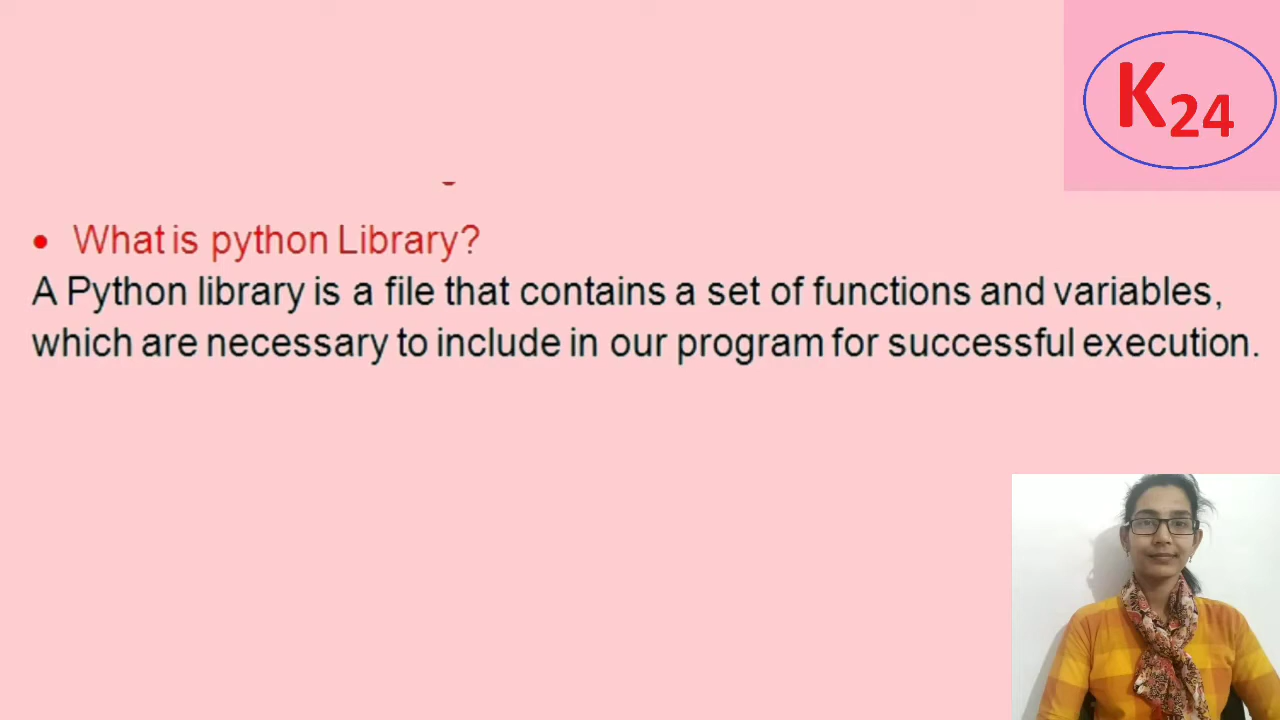 K24
• What is python Library?
A Python library is a file that contains a set of functions and variables,
which are necessary to include in our program for successful execution.